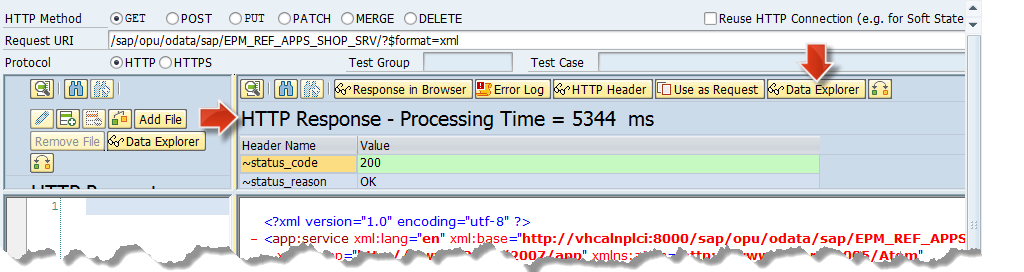 HTTP Method GET POST PUT PATCH MERGE DELETE Reuse HTTP Connection (e.g. for Soft State
Request URI /sap/opu/odata/sap/EPM_REF_APPS_SHOP_SRV/?$format=xml
Protocol HTTP HTTPS Test Group Test Case
Response in Browser Error Log HTTP Header Use as Request Data Explorer
Add File
Remove File Data Explorer
HTTP Response - Processing Time = 5344 ms
Header Name Value
~status_code 200
~status_reason OK
1
<?xml version="1.0" encoding="utf-8" ?>
- <app:service xml:lang="en" xml:base="http://vhcalnplci:8000/sap/opu/odata/sap/EPM_REF_APPS